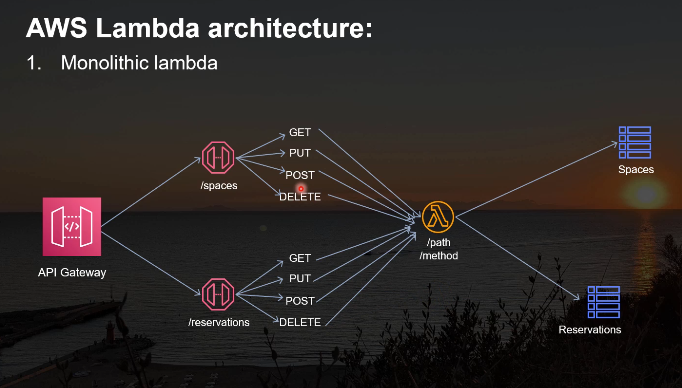 AWS Lambda architecture:
1. Monolithic lambda
GET
PUT
POST
DELETE
/spaces
Spaces
API Gateway
/path
/method
GET
PUT
POST
DELETE
/reservations
Reservations